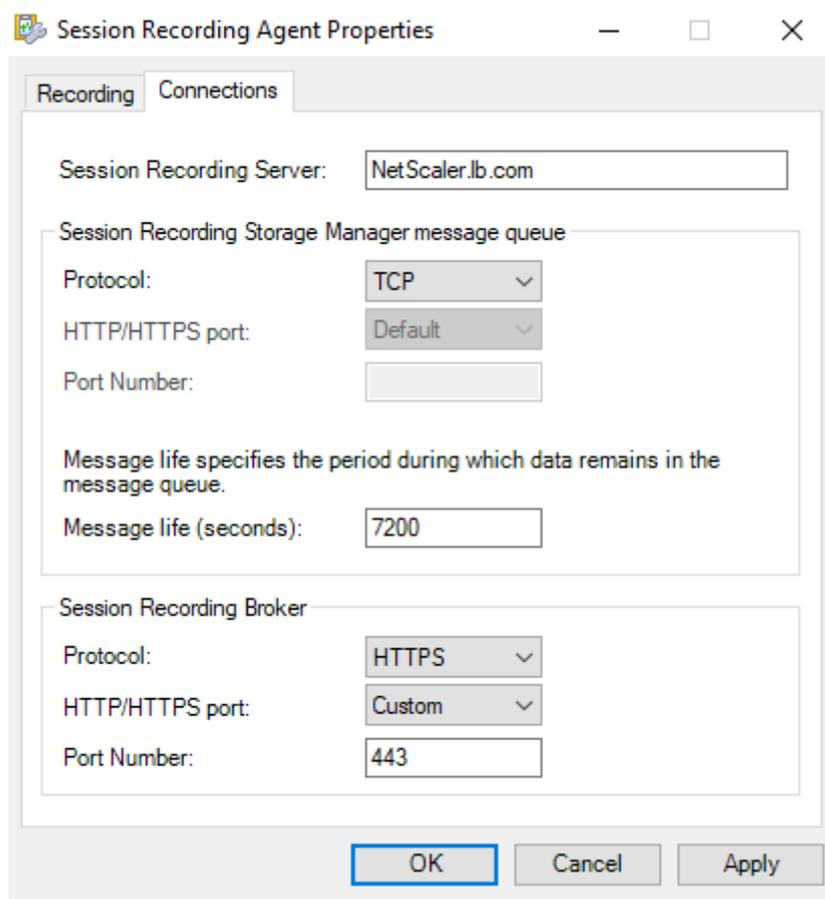 Session Recording Agent Properties
Recording
Connections
Session Recording Server:
NetScaler.lb.com
Session Recording Storage Manager message queue
Protocol:
TCP
HTTP/HTTPS port:
Default
Port Number:
Message life specifies the period during which data remains in the
message queue.
Message life (seconds):
7200
Session Recording Broker
Protocol:
HTTPS
HTTP/HTTPS port:
Custom
Port Number:
443
OK
Cancel
Apply